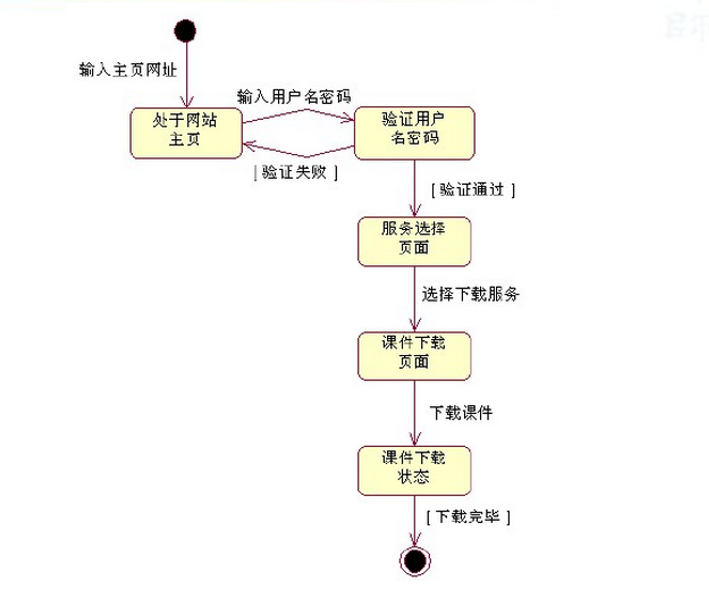 输入主页网址
输入用户名密码
处于网站
主页
验证用户
名密码
[ 验证失败 ]
[ 验证通过 ]
服务选择
页面
选择下载服务
课件下载
页面
下载课件
课件下载
状态
[ 下载完毕 ]